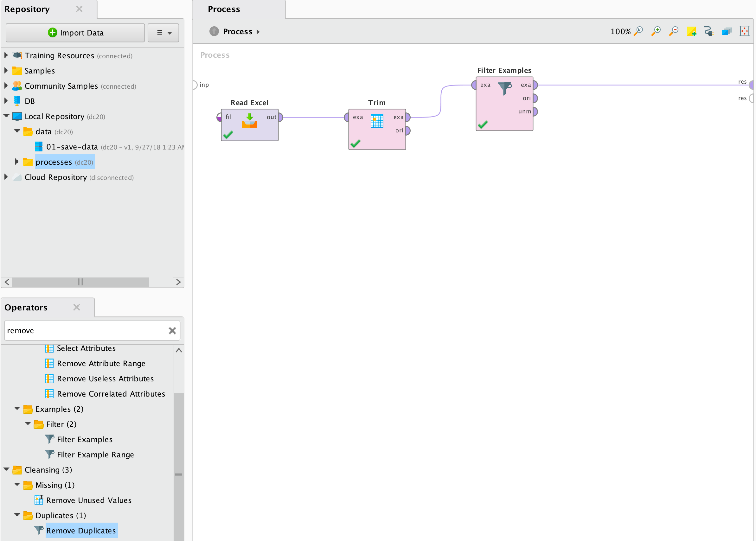 Repository
Import Data
Training Resources (connected)
Samples
Community Samples (connected)
DB
Local Repository (dc20)
data (dc20)
01-save-data (dc20 – v1, 9/27/18 1:23 AM
processes (dc20)
Cloud Repository (disconnected)
Operators
remove
Select Attributes
Remove Attribute Range
Remove Useless Attributes
Remove Correlated Attributes
Examples (2)
Filter (2)
Filter Examples
Filter Example Range
Cleansing (3)
Missing (1)
Remove Unused Values
Duplicates (1)
Remove Duplicates
Process
Process
100%
Process
inp
Read Excel
fil out
Trim
exa exa
ori
Filter Examples
exa exa
ori
unm
res
res